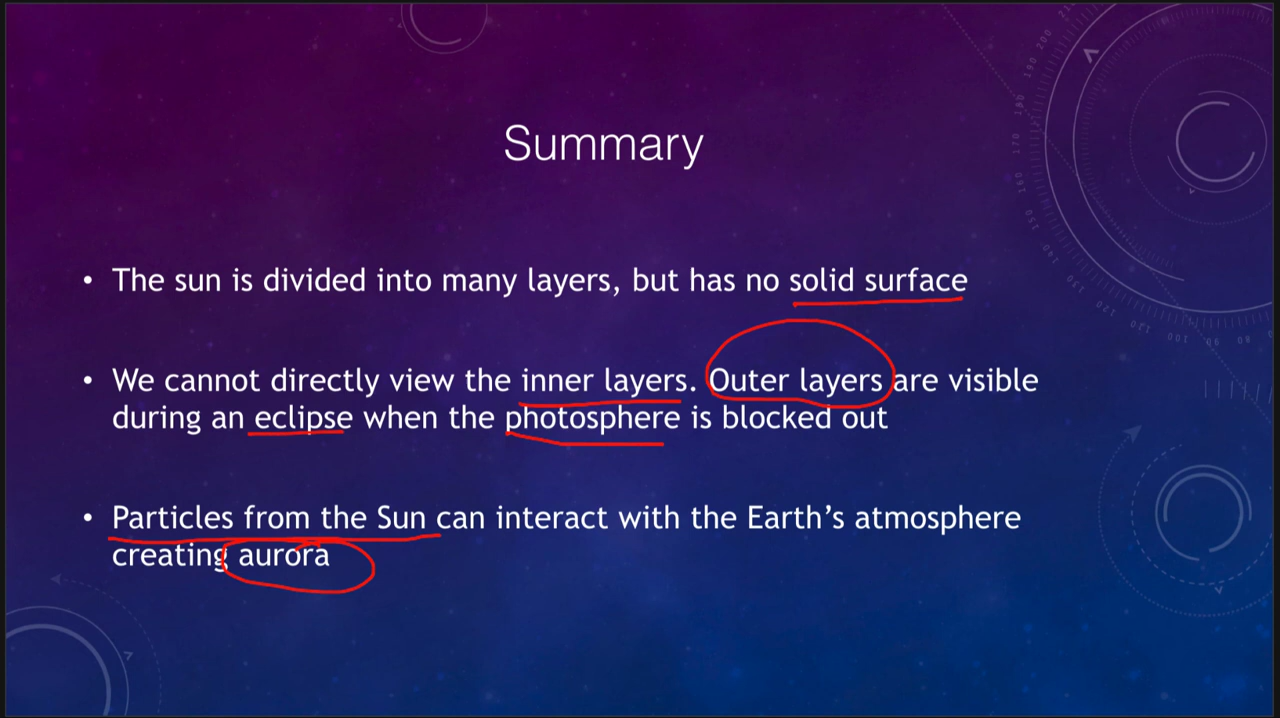 Summary
• The sun is divided into many layers, but has no solid surface
• We cannot directly view the inner layers. Outer layers are visible
during an eclipse when the photosphere is blocked out
• Particles from the Sun can interact with the Earth’s atmosphere
creating aurora